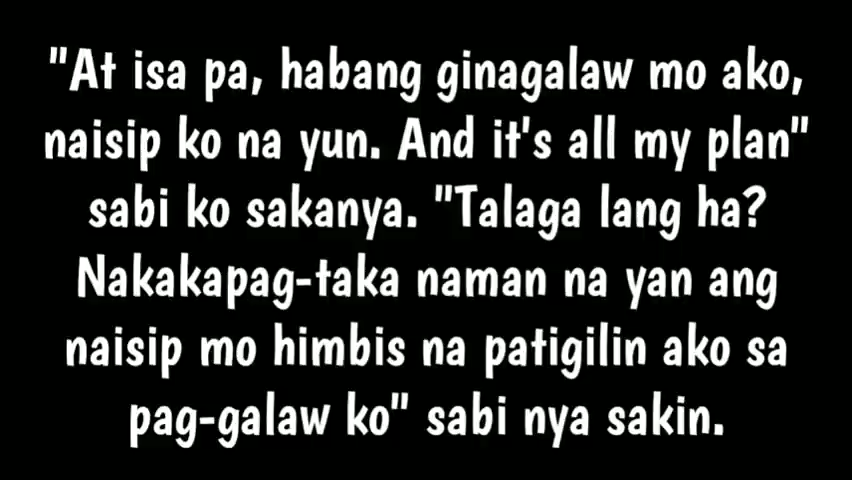 "At isa pa, habang ginagalaw mo ako,
naisip ko na yun. And it's all my plan"
sabi ko sakanya. "Talaga lang ha?
Nakakapag-taka naman na yan ang
naisip mo himbis na patigilin ako sa
pag-galaw ko" sabi nya sakin.